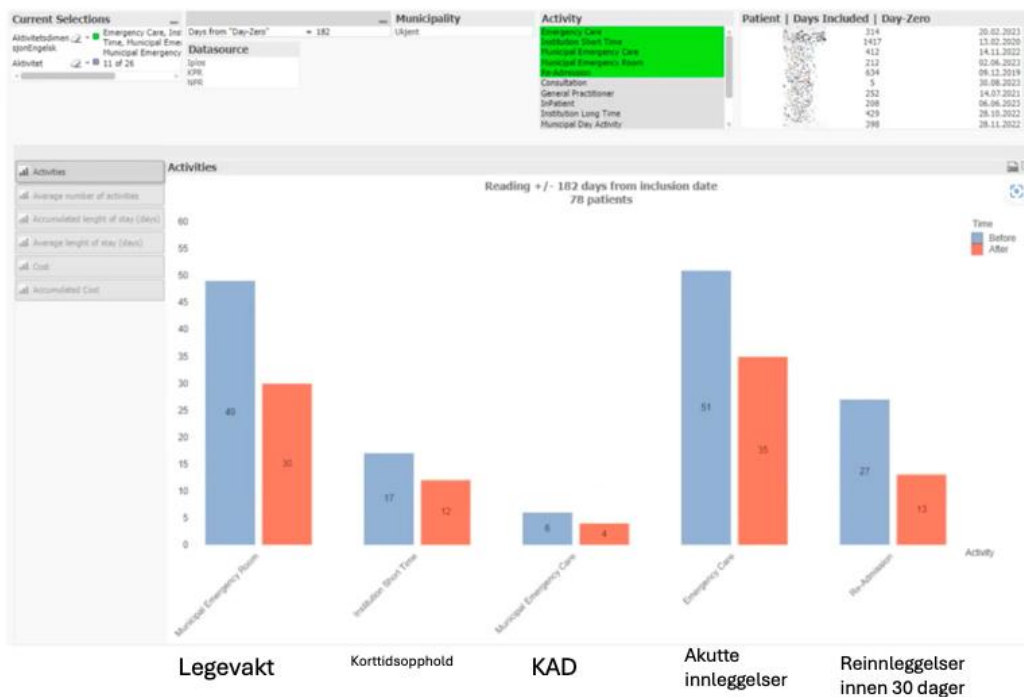 Current Selections
Aktivitetsdimen
sjonEngelsk
Emergency Care, Inst
Time, Municipal Emer
Municipal Emergency
Aktivitet
11 of 26
Days from "Day-Zero"
= 182
Datasource
Iplos
KPR
NPR
Municipality
Ukjent
Activity
Emergency Care
Institution Short Time
Municipal Emergency Care
Municipal Emergency Room
Re-Admission
Consultation
General Practitioner
InPatient
Institution Long Time
Municipal Day Activity
Patient | Days Included | Day-Zero
314 20.02.2023
1417 13.02.2020
412 14.11.2022
212 02.06.2023
634 09.12.2019
5 30.08.2023
252 14.07.2021
208 06.06.2023
429 28.10.2022
398 28.11.2022
Activities
Average number of activities
Accumulated lenght of stay (days)
Average lenght of stay (days)
Cost
Accumulated Cost
Activities
Reading +/- 182 days from inclusion date
78 patients
Time
Before
After
60
55
50
45
40
35
30
25
20
15
10
5
0
49
30
17
12
6
4
51
35
27
13
Activity
Municipal Emergency Room
Institution Short Time
Municipal Emergency Care
Emergency Care
Re-Admission
Legevakt
Korttidsopphold
KAD
Akutte
innleggelser
Reinnleggelser
innen 30 dager